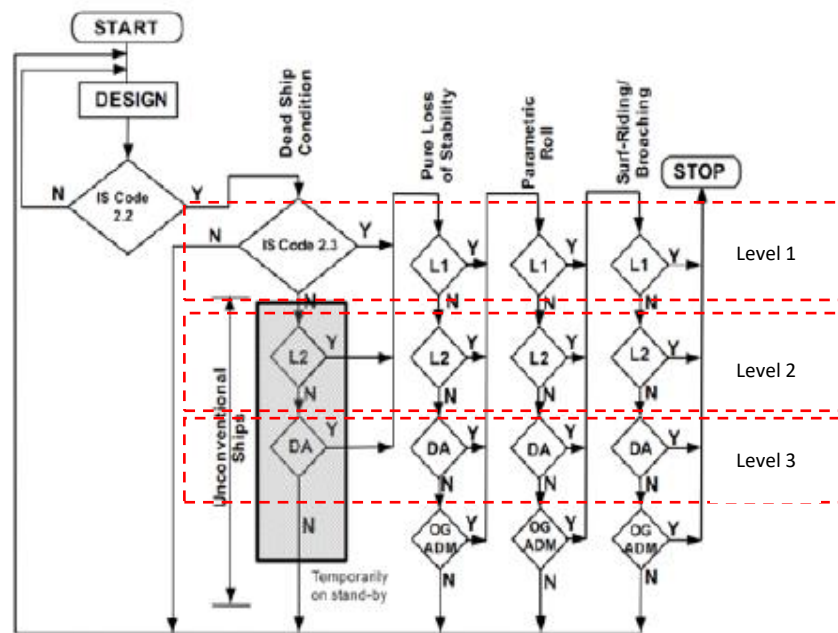 START
DESIGN
IS Code
2.2
N
Y
Dead Ship
Condition
Pure Loss
of Stability
Parametric
Roll
Surf-Riding/
Broaching
STOP
N
IS Code 2.3
Y
N
L1
Y
N
L1
Y
N
L1
Y
N
Level 1
L2
Y
N
L2
Y
N
L2
Y
N
L2
Y
N
Level 2
Unconventional
Ships
DA
Y
N
DA
Y
N
DA
Y
N
DA
Y
N
Level 3
OG
ADM
Y
N
OG
ADM
Y
N
OG
ADM
Y
N
Temporarily
on stand-by